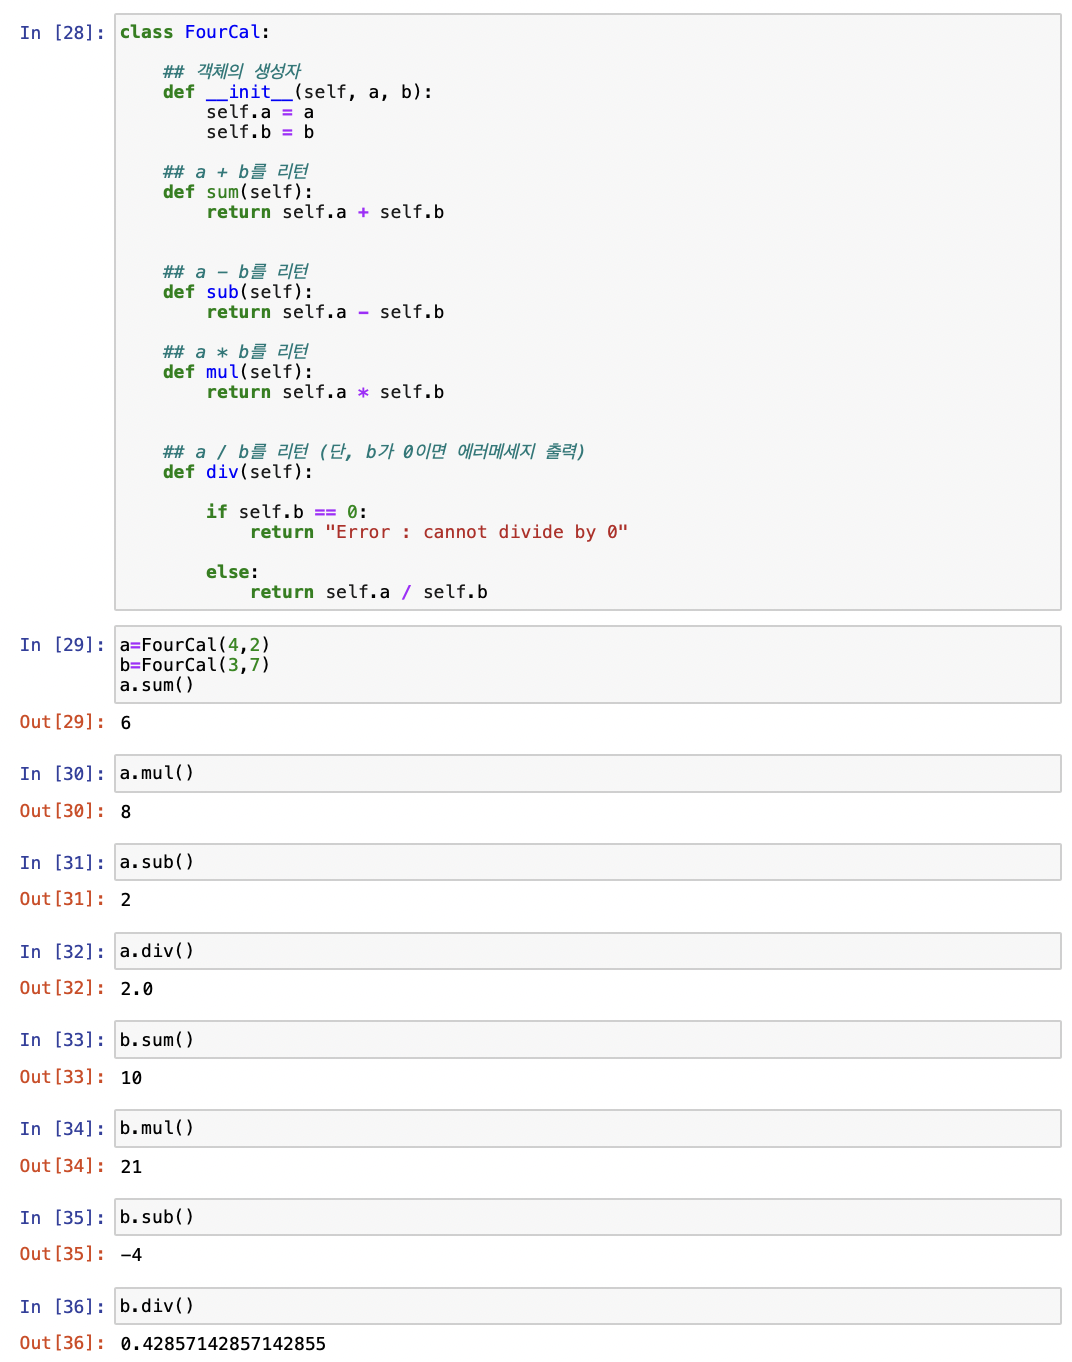 In [28]: class FourCal:
## 객체의 생성자
def __init__(self, a, b):
self.a = a
self.b = b
## a + b를 리턴
def sum(self):
return self.a + self.b
## a - b를 리턴
def sub(self):
return self.a - self.b
## a * b를 리턴
def mul(self):
return self.a * self.b
## a / b를 리턴 (단, b가 0이면 에러메세지 출력)
def div(self):
if self.b == 0:
return "Error : cannot divide by 0"
else:
return self.a / self.b
In [29]: a=FourCal(4,2)
b=FourCal(3,7)
a.sum()
Out[29]: 6
In [30]: a.mul()
Out[30]: 8
In [31]: a.sub()
Out[31]: 2
In [32]: a.div()
Out[32]: 2.0
In [33]: b.sum()
Out[33]: 10
In [34]: b.mul()
Out[34]: 21
In [35]: b.sub()
Out[35]: -4
In [36]: b.div()
Out[36]: 0.42857142857142855